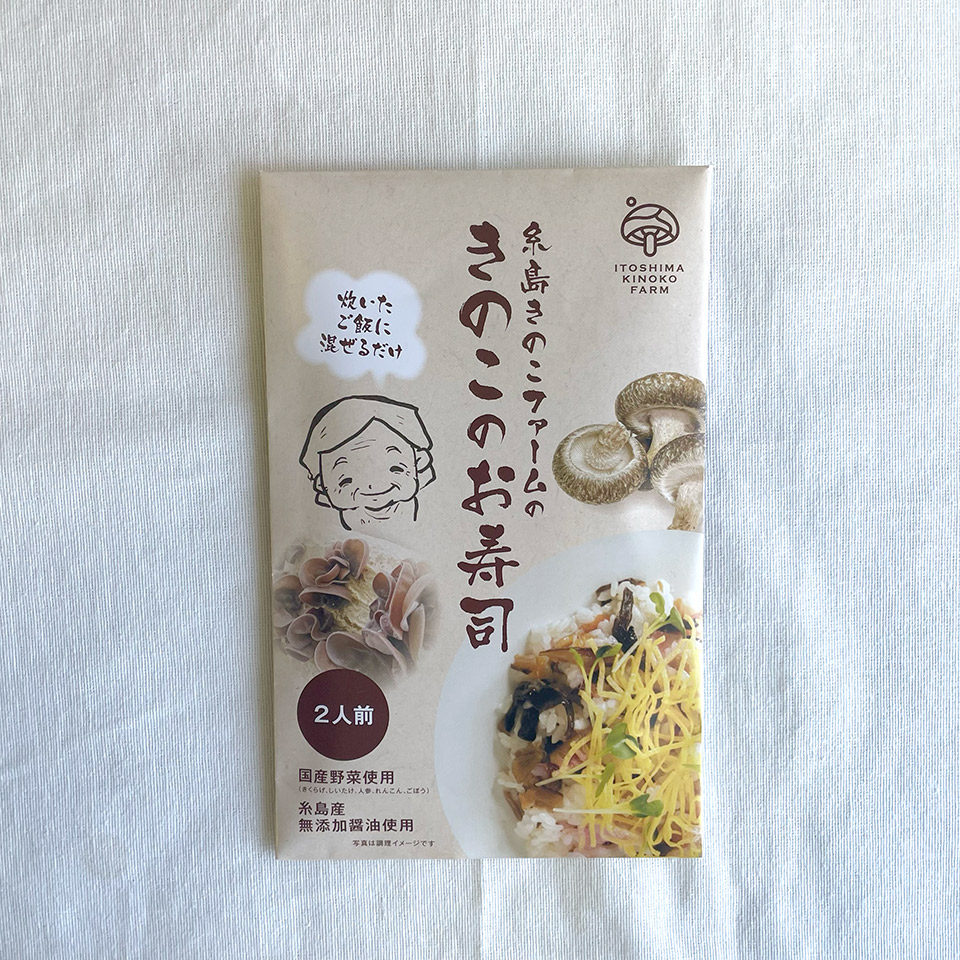 ITOSHIMA
KINOKO
FARM
糸島きのこファームの
きのこのお寿司
炊いた
ご飯に
混ぜるだけ
2人前
国産野菜使用
(きくらげ、しいたけ、人参、れんこん、ごぼう)
糸島産
無添加醤油使用
写真は調理イメージです